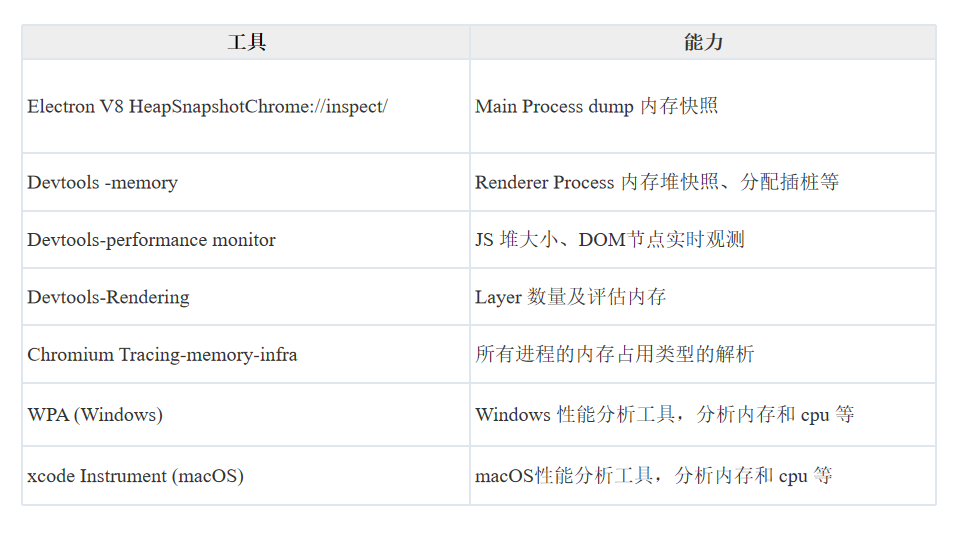 工具 能力
Electron V8 HeapSnapshotChrome://inspect/ Main Process dump 内存快照
Devtools -memory Renderer Process 内存堆快照、分配插桩等
Devtools-performance monitor JS 堆大小、DOM节点实时观测
Devtools-Rendering Layer 数量及评估内存
Chromium Tracing-memory-infra 所有进程的内存占用类型的解析
WPA (Windows) Windows 性能分析工具，分析内存和 cpu 等
xcode Instrument (macOS) macOS性能分析工具，分析内存和 cpu 等